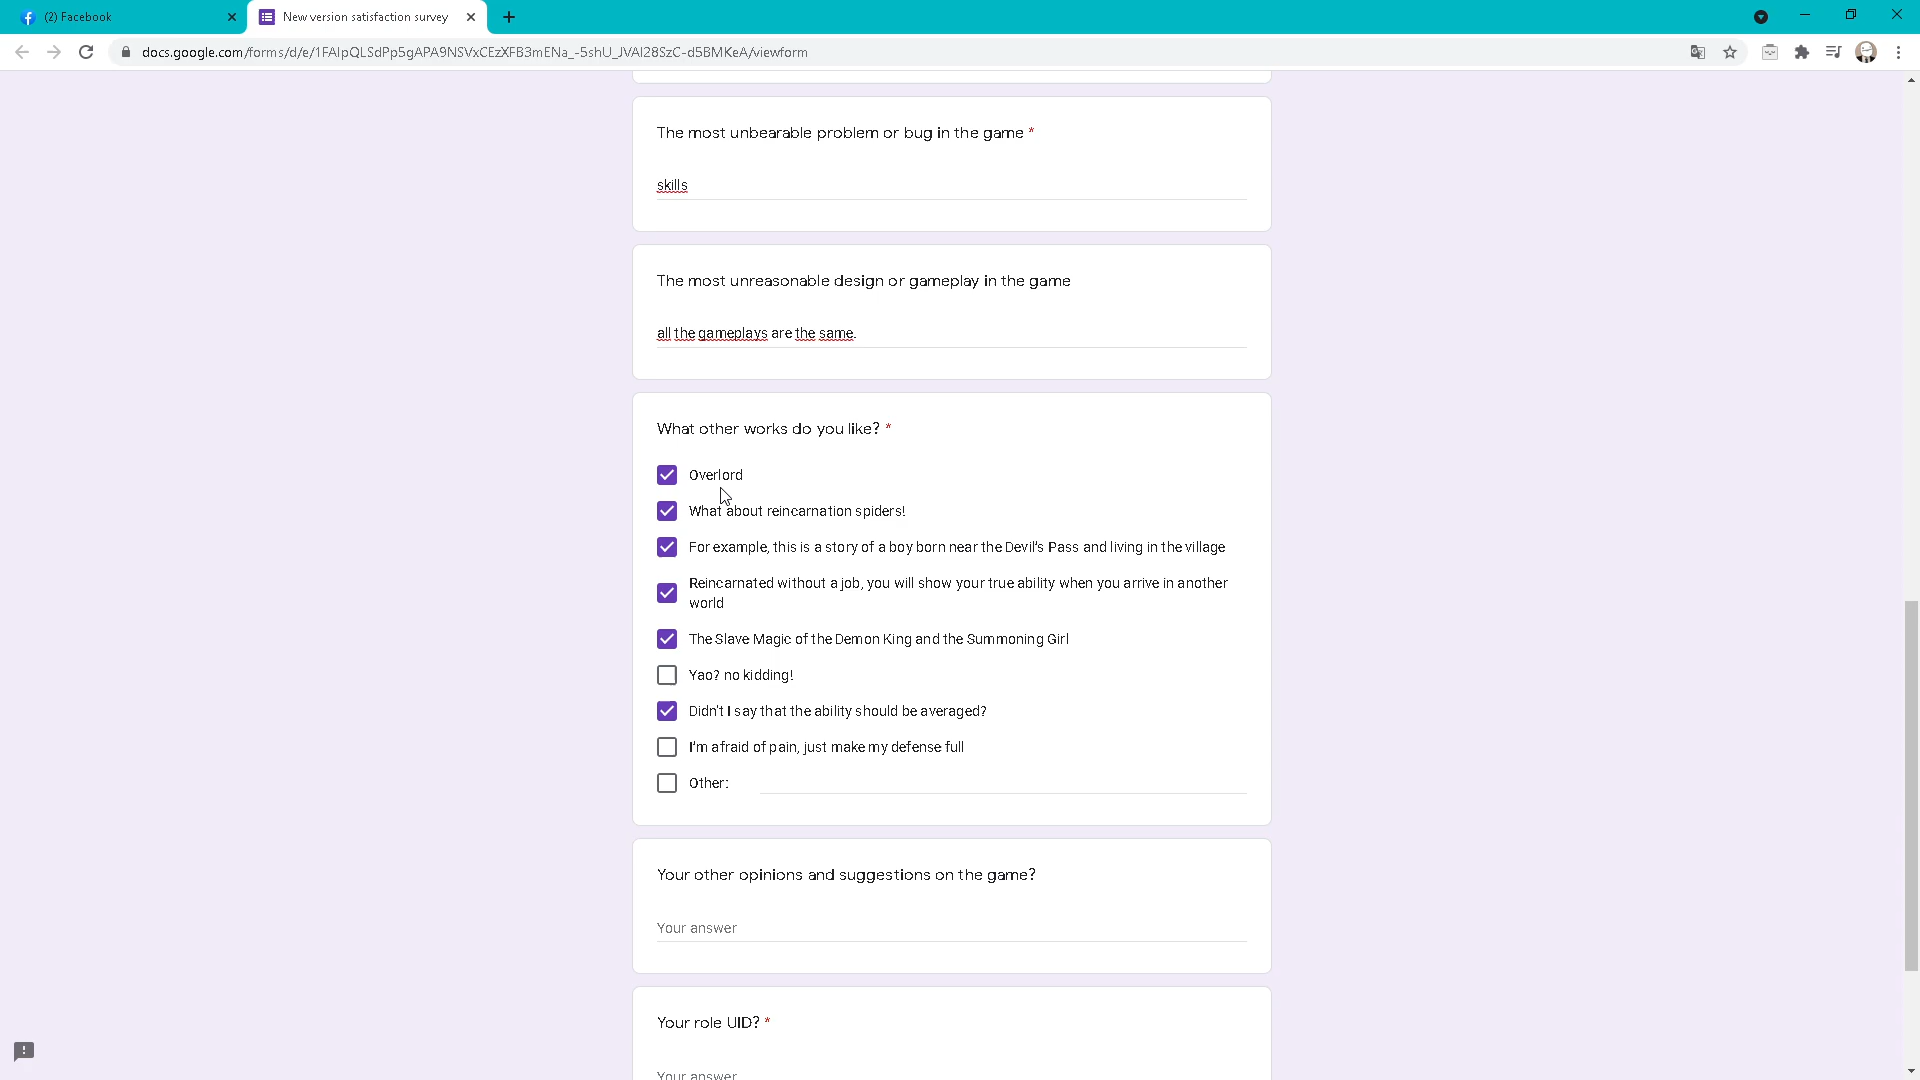 (2) Facebook
New version satisfaction survey
docs.google.com/forms/d/e/1FAIpQLSdPp5gAPA9NSVxCEzXFB3mENa_-5shU_JVAl28SzC-d5BMKeA/viewform
The most unbearable problem or bug in the game *
skills
The most unreasonable design or gameplay in the game
all the gameplays are the same.
What other works do you like? *
Overlord
What about reincarnation spiders!
For example, this is a story of a boy born near the Devil's Pass and living in the village
Reincarnated without a job, you will show your true ability when you arrive in another
world
The Slave Magic of the Demon King and the Summoning Girl
Yao? no kidding!
Didn't I say that the ability should be averaged?
I'm afraid of pain, just make my defense full
Other:
Your other opinions and suggestions on the game?
Your answer
Your role UID? *
Your answer